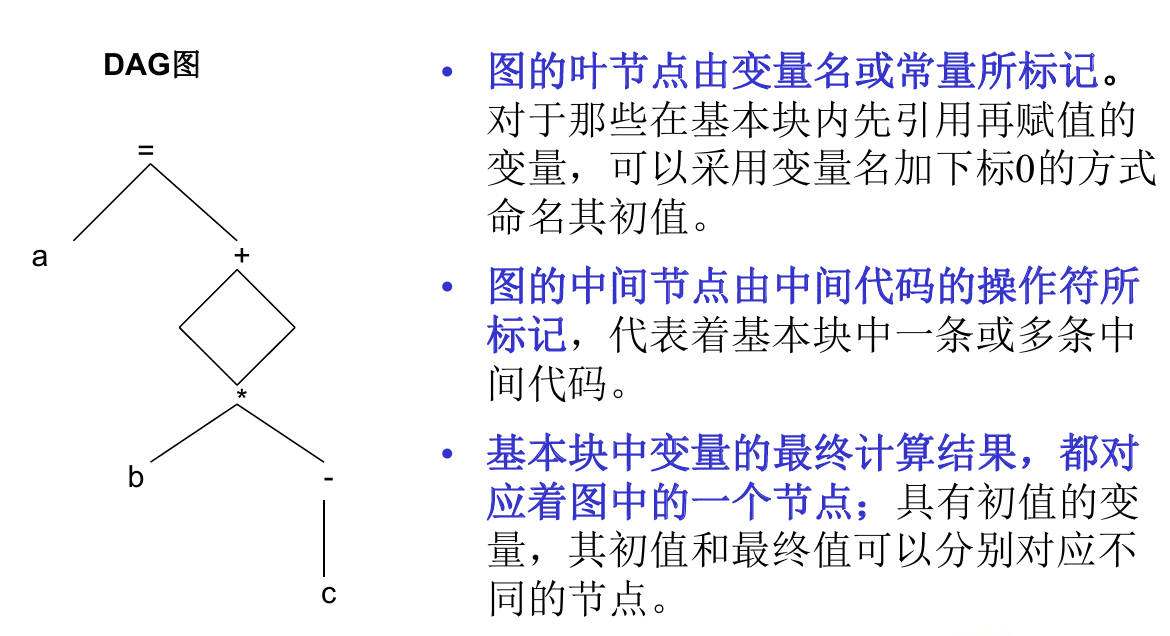 DAG图
=
a
+
*
b
-
c
• 图的叶节点由变量名或常量所标记。
对于那些在基本块内先引用再赋值的
变量，可以采用变量名加下标0的方式
命名其初值。
• 图的中间节点由中间代码的操作符所
标记，代表着基本块中一条或多条中
间代码。
• 基本块中变量的最终计算结果，都对
应着图中的一个节点；具有初值的变
量，其初值和最终值可以分别对应不
同的节点。